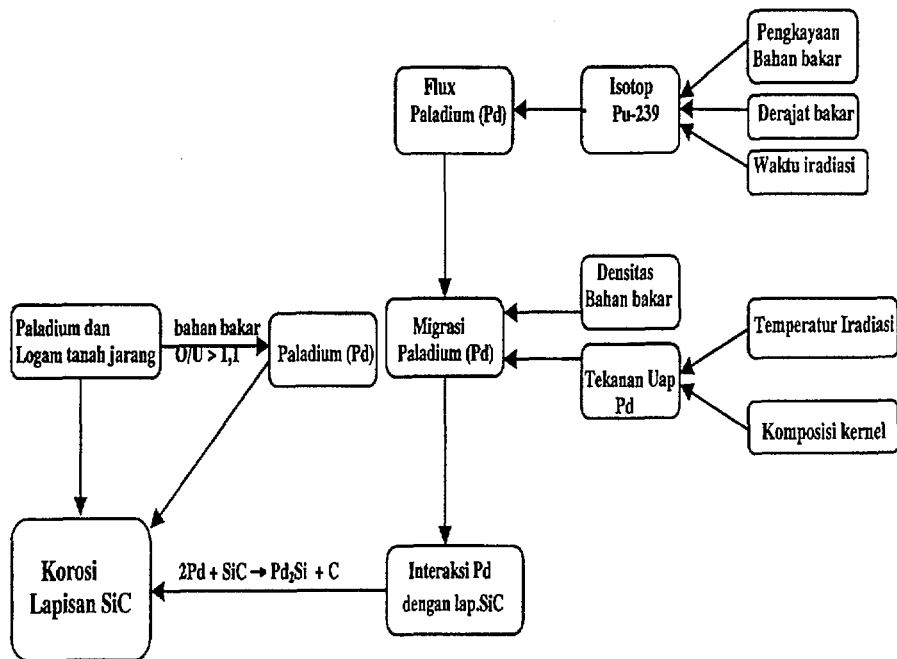 Pengkayaan
Bahan bakar
Flux
Paladium (Pd)
Isotop
Pu-239
Derajat bakar
Waktu iradiasi
Densitas
Bahan bakar
Paladium dan
Logam tanah jarang
bahan bakar
O/U > 1,1
Paladium (Pd)
Migrasi
Paladium (Pd)
Temperatur Iradiasi
Tekanan Uap
Pd
Komposisi kernel
Korosi
Lapisan SiC
2Pd + SiC → Pd₂Si + C
Interaksi Pd
dengan lap.SiC